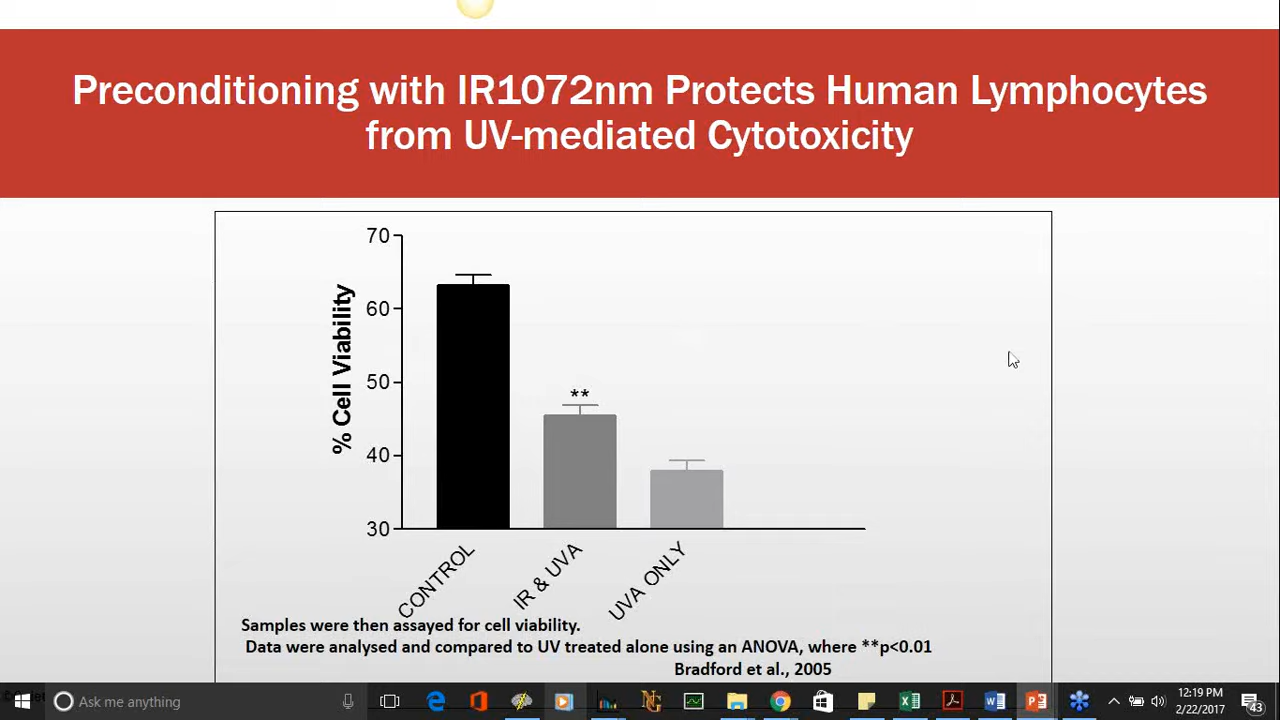 Preconditioning with IR1072nm Protects Human Lymphocytes
from UV-mediated Cytotoxicity
70
60
50
40
30
% Cell Viability
**
CONTROL
IR & UVA
UVA ONLY
Samples were then assayed for cell viability.
Data were analysed and compared to UV treated alone using an ANOVA, where **p<0.01
Bradford et al., 2005
Ask me anything
12:19 PM
2/22/2017
43